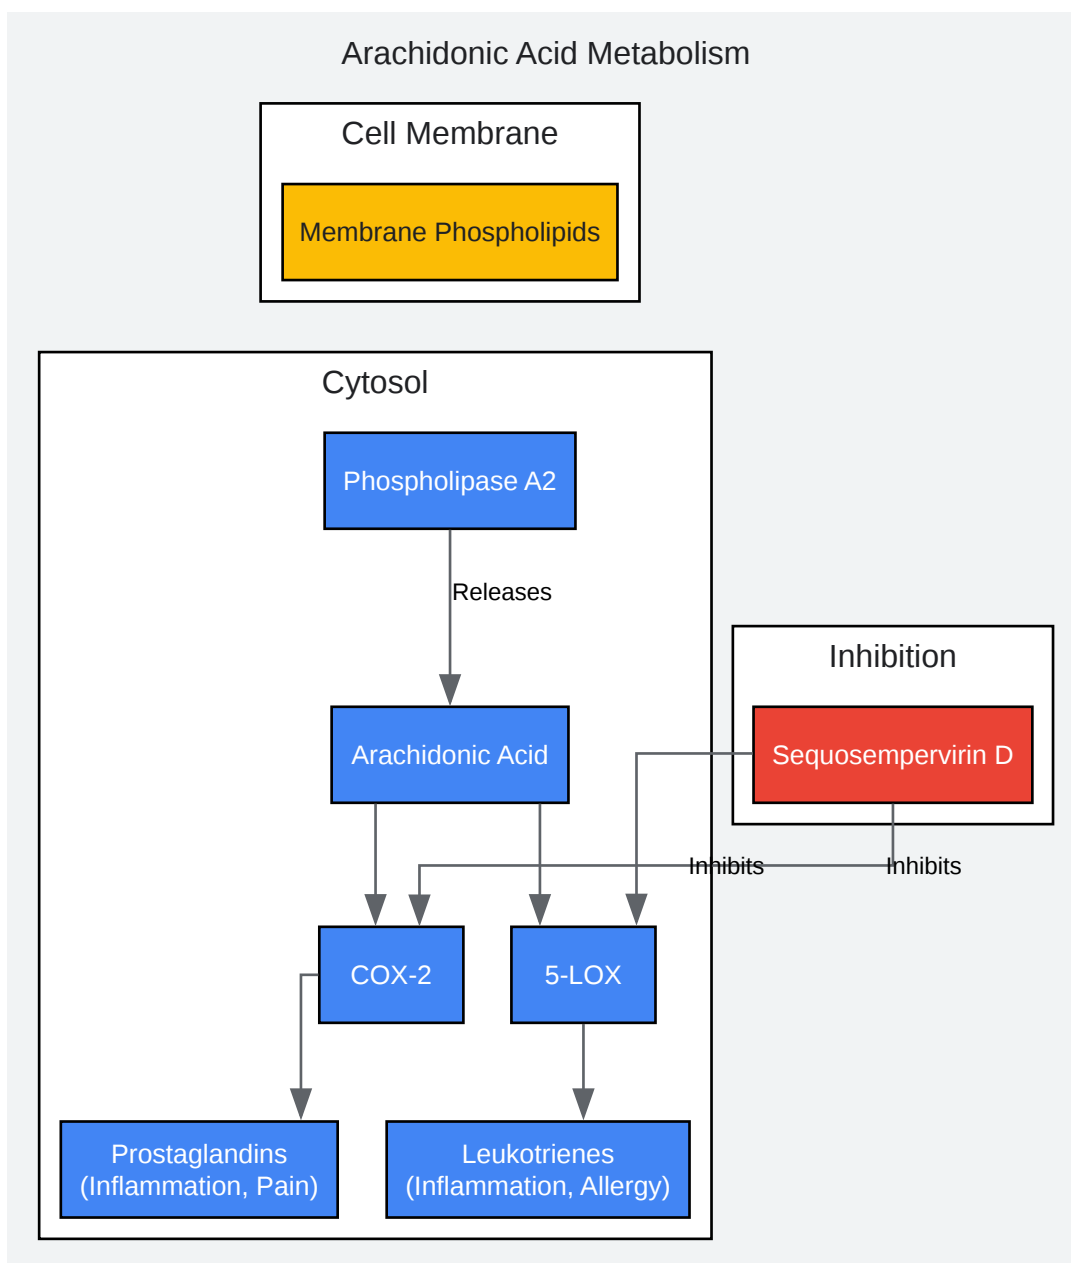 Arachidonic Acid Metabolism
Cell Membrane
Membrane Phospholipids
Cytosol
Phospholipase A2
Releases
Inhibition
Arachidonic Acid
Sequosempervirin D
Inhibits
Inhibits
COX-2
5-LOX
Prostaglandins
(Inflammation, Pain)
Leukotrienes
(Inflammation, Allergy)